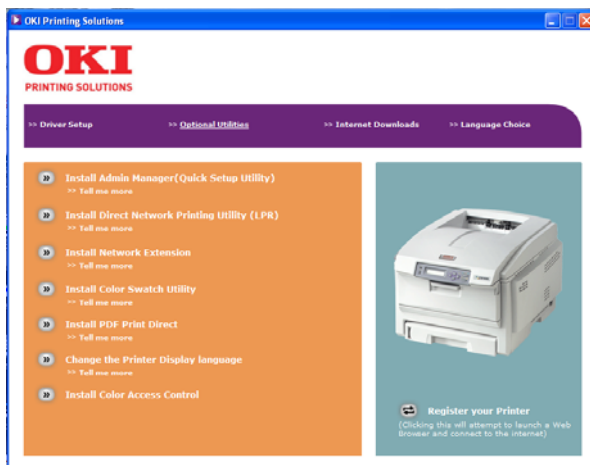 OKI Printing Solutions
OKI
PRINTING SOLUTIONS
>> Driver Setup >> Optional Utilities >> Internet Downloads >> Language Choice
Install Admin Manager(Quick Setup Utility)
>> Tell me more
Install Direct Network Printing Utility (LPR)
>> Tell me more
Install Network Extension
>> Tell me more
Install Color Swatch Utility
>> Tell me more
Install PDF Print Direct
>> Tell me more
Change the Printer Display language
>> Tell me more
Install Color Access Control
Register your Printer
(Clicking this will attempt to launch a Web
Browser and connect to the internet)